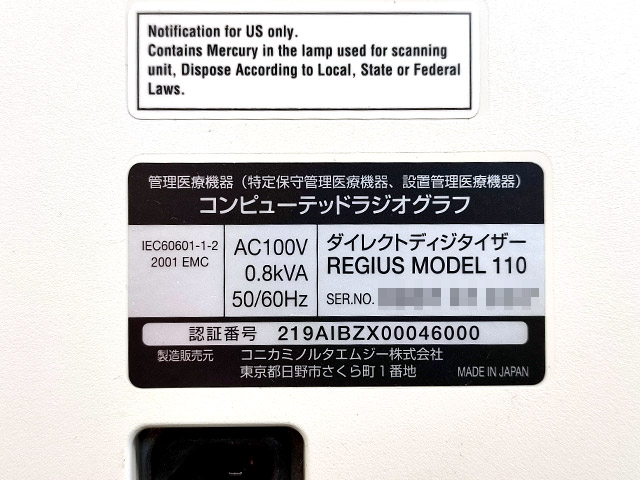 Notification for US only.
Contains Mercury in the lamp used for scanning
unit, Dispose According to Local, State or Federal
Laws.
管理医療機器（特定保守管理医療機器、設置管理医療機器）
コンピューテッドラジオグラフ
IEC60601-1-2
2001 EMC
AC100V
0.8kVA
50/60Hz
ダイレクトディジタイザー
REGIUS MODEL 110
SER.NO.
認証番号 219AIBZX00046000
製造販売元 コニカミノルタエムジー株式会社
東京都日野市さくら町１番地
MADE IN JAPAN